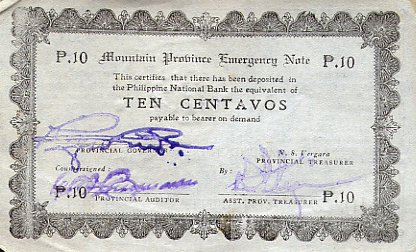 P.10 Mountain Province Emergency Note P.10
This certifies that there has been deposited in
the Philippine National Bank the equivalent of
TEN CENTAVOS
payable to bearer on demand
PROVINCIAL GOVERNOR
N. S. Vergara
PROVINCIAL TREASURER
Countersigned:
By:
P.10 P.10
PROVINCIAL AUDITOR ASST. PROV. TREASURER